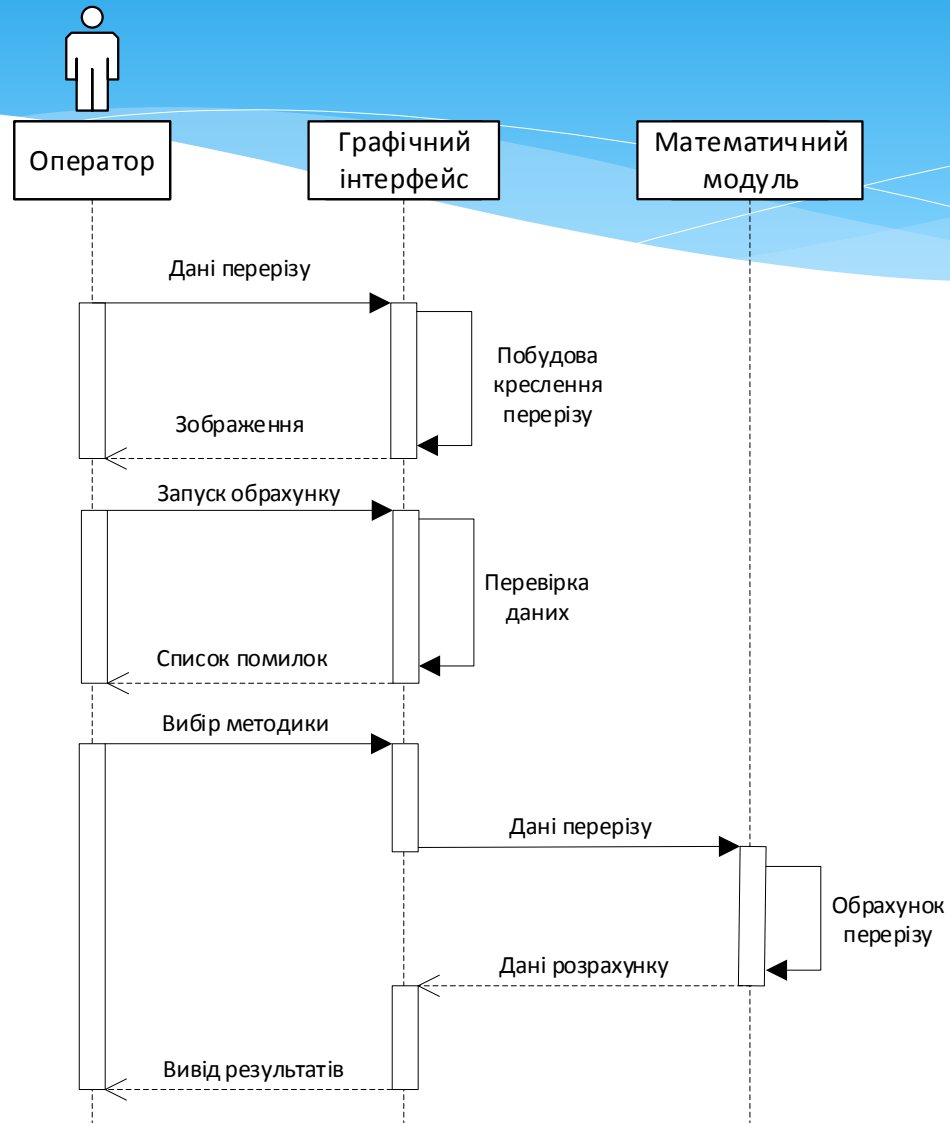 Оператор
Графічний
інтерфейс
Математичний
модуль
Дані перерізу
Побудова
креслення
перерізу
Зображення
Запуск обрахунку
Перевірка
даних
Список помилок
Вибір методики
Дані перерізу
Обрахунок
перерізу
Дані розрахунку
Вивід результатів